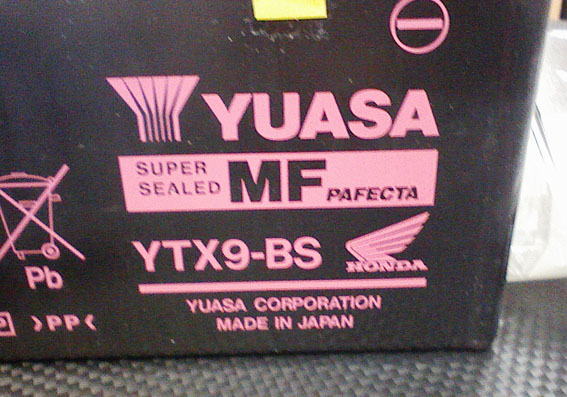 YUASA
SUPER SEALED MF PAFECTA
YTX9-BS HONDA
Pb
YUASA CORPORATION
>PP<
MADE IN JAPAN